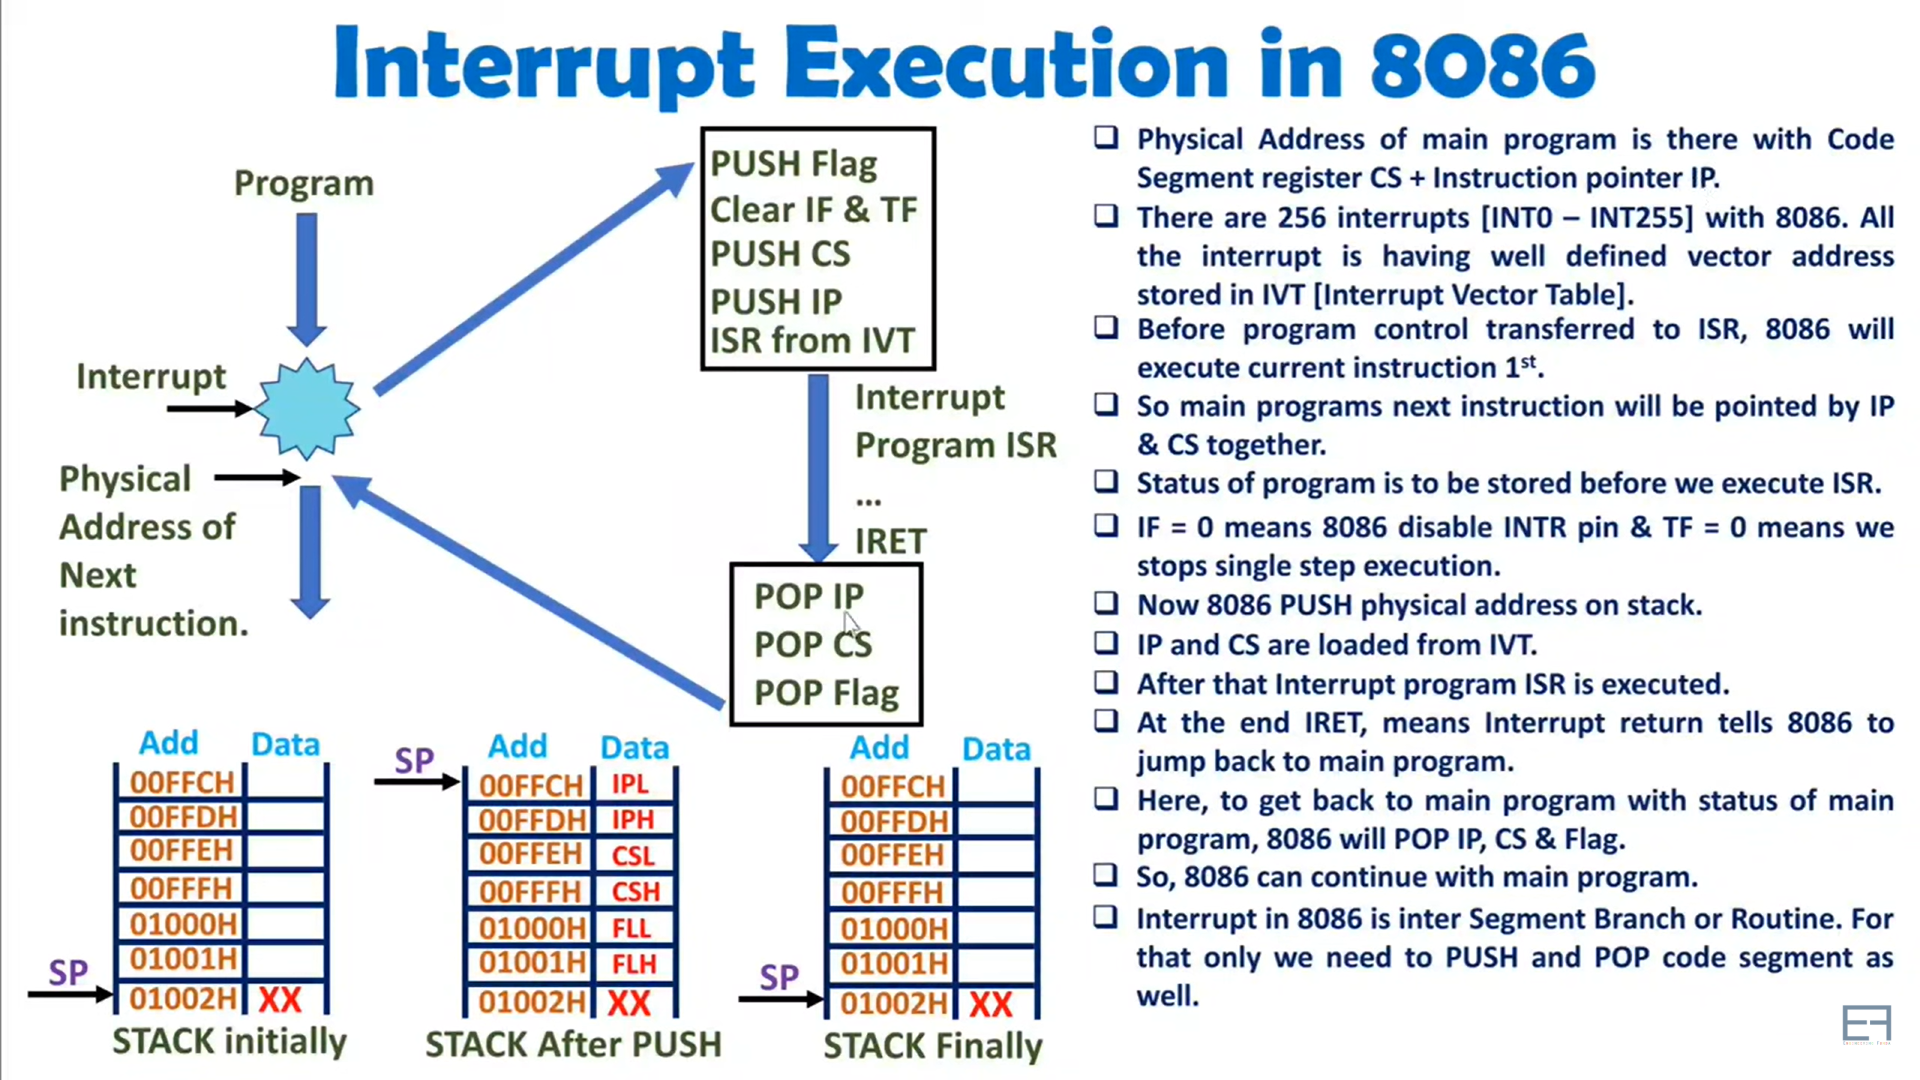 Interrupt Execution in 8086
Program
Interrupt
Physical
Address of
Next
instruction.
PUSH Flag
Clear IF & TF
PUSH CS
PUSH IP
ISR from IVT
Interrupt
Program ISR
...
IRET
POP IP
POP CS
POP Flag
Add Data
00FFCH
00FFDH
00FFEH
00FFFH
01000H
01001H
SP 01002H XX
STACK initially
Add Data
SP 00FFCH IPL
00FFDH IPH
00FFEH CSL
00FFFH CSH
01000H FLL
01001H FLH
01002H XX
STACK After PUSH
Add Data
00FFCH
00FFDH
00FFEH
00FFFH
01000H
01001H
SP 01002H XX
STACK Finally
❑ Physical Address of main program is there with Code
Segment register CS + Instruction pointer IP.
❑ There are 256 interrupts [INT0 – INT255] with 8086. All
the interrupt is having well defined vector address
stored in IVT [Interrupt Vector Table].
❑ Before program control transferred to ISR, 8086 will
execute current instruction 1st.
❑ So main programs next instruction will be pointed by IP
& CS together.
❑ Status of program is to be stored before we execute ISR.
❑ IF = 0 means 8086 disable INTR pin & TF = 0 means we
stops single step execution.
❑ Now 8086 PUSH physical address on stack.
❑ IP and CS are loaded from IVT.
❑ After that Interrupt program ISR is executed.
❑ At the end IRET, means Interrupt return tells 8086 to
jump back to main program.
❑ Here, to get back to main program with status of main
program, 8086 will POP IP, CS & Flag.
❑ So, 8086 can continue with main program.
❑ Interrupt in 8086 is inter Segment Branch or Routine. For
that only we need to PUSH and POP code segment as
well.
EF